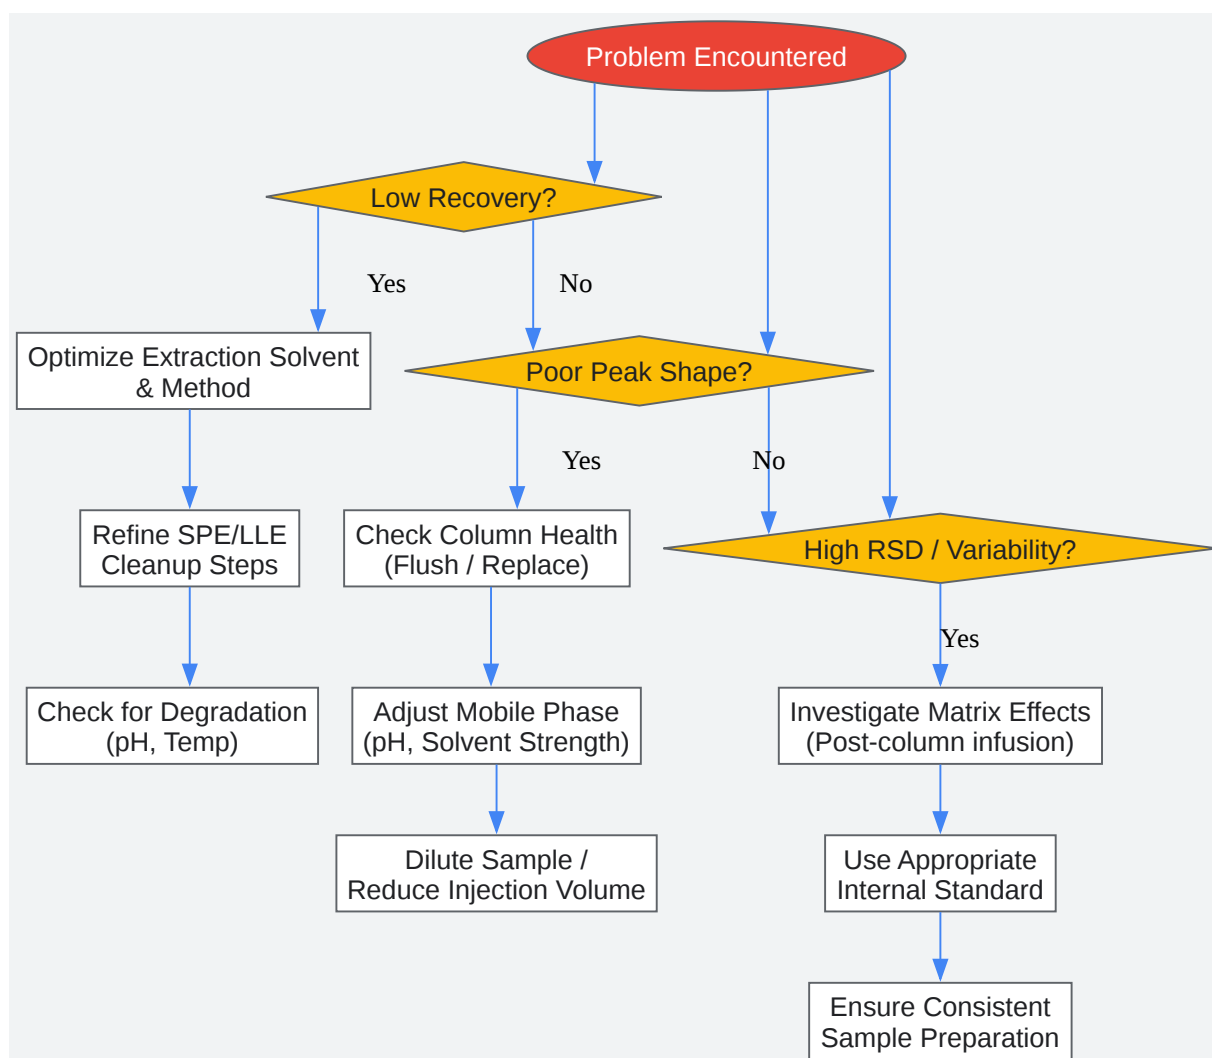 Problem Encountered
Low Recovery?
Yes
No
Optimize Extraction Solvent
& Method
Poor Peak Shape?
Yes
No
Refine SPE/LLE
Cleanup Steps
Check Column Health
(Flush / Replace)
High RSD / Variability?
Yes
Check for Degradation
(pH, Temp)
Adjust Mobile Phase
(pH, Solvent Strength)
Investigate Matrix Effects
(Post-column infusion)
Dilute Sample /
Reduce Injection Volume
Use Appropriate
Internal Standard
Ensure Consistent
Sample Preparation